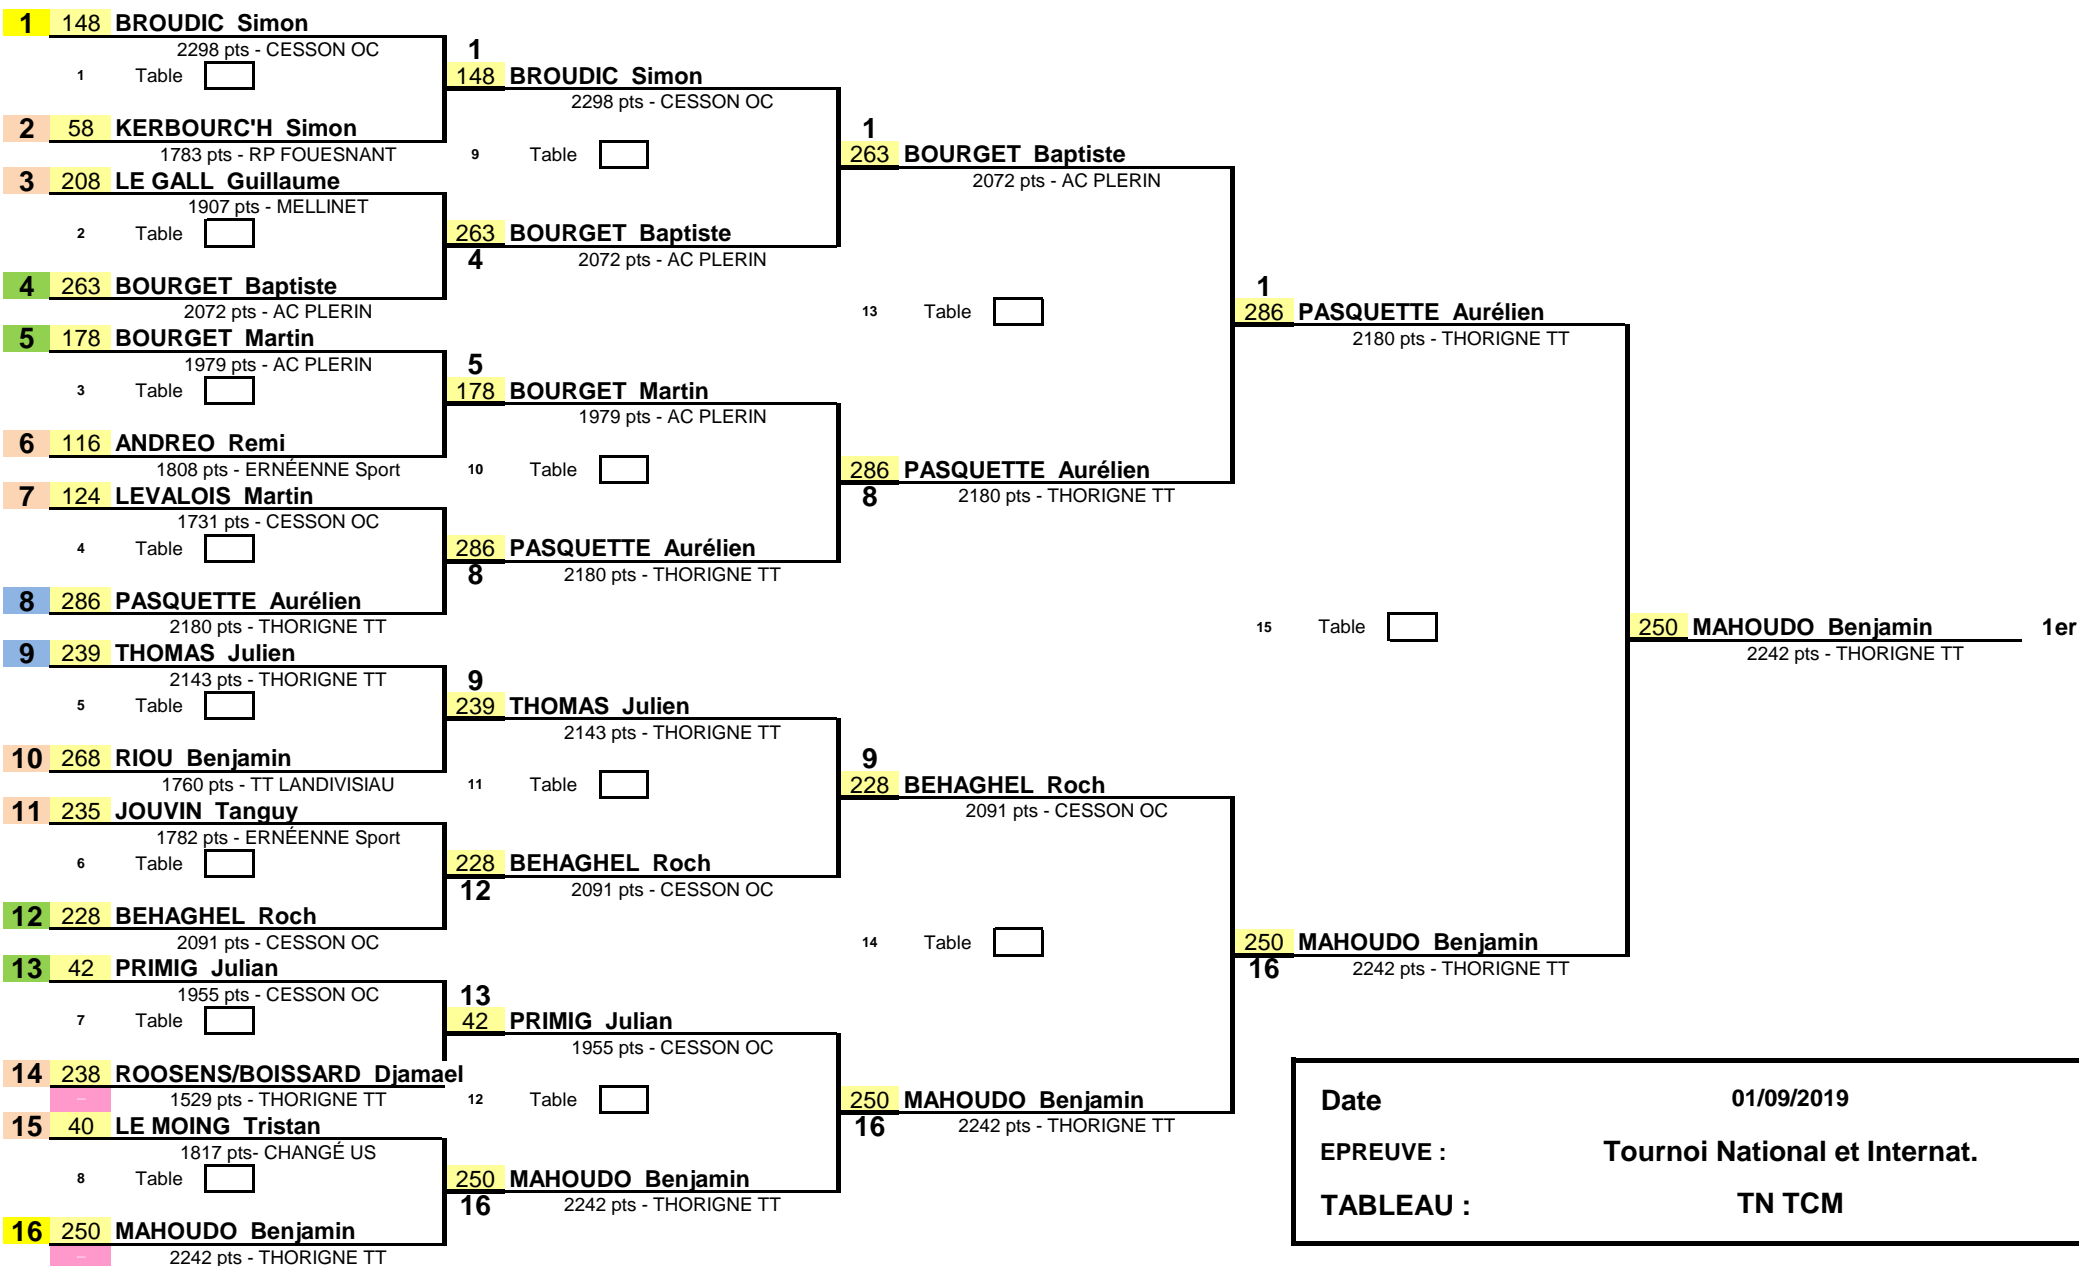 1 148 BROUDIC Simon
2298 pts - CESSON OC
1
1 Table
148 BROUDIC Simon
2298 pts - CESSON OC
2 58 KERBOURC'H Simon
1
1783 pts - RP FOUESNANT
9 Table
263 BOURGET Baptiste
3 208 LE GALL Guillaume
2072 pts - AC PLERIN
1907 pts - MELLINET
2 Table
263 BOURGET Baptiste
4
2072 pts - AC PLERIN
4 263 BOURGET Baptiste
1
2072 pts - AC PLERIN
13 Table
286 PASQUETTE Aurélien
5 178 BOURGET Martin
2180 pts - THORIGNE TT
1979 pts - AC PLERIN
5
3 Table
178 BOURGET Martin
1979 pts - AC PLERIN
6 116 ANDREO Remi
1808 pts - ERNÉENNE Sport
10 Table
286 PASQUETTE Aurélien
7 124 LEVALOIS Martin
8
2180 pts - THORIGNE TT
1731 pts - CESSON OC
4 Table
286 PASQUETTE Aurélien
8
2180 pts - THORIGNE TT
8 286 PASQUETTE Aurélien
2180 pts - THORIGNE TT
15 Table
250 MAHOUDO Benjamin 1er
9 239 THOMAS Julien
2242 pts - THORIGNE TT
2143 pts - THORIGNE TT
9
5 Table
239 THOMAS Julien
2143 pts - THORIGNE TT
10 268 RIOU Benjamin
9
1760 pts - TT LANDIVISIAU
11 Table
228 BEHAGHEL Roch
11 235 JOUVIN Tanguy
2091 pts - CESSON OC
1782 pts - ERNÉENNE Sport
6 Table
228 BEHAGHEL Roch
12
2091 pts - CESSON OC
12 228 BEHAGHEL Roch
2091 pts - CESSON OC
14 Table
250 MAHOUDO Benjamin
13 42 PRIMIG Julian
16
2242 pts - THORIGNE TT
1955 pts - CESSON OC
13
7 Table
42 PRIMIG Julian
1955 pts - CESSON OC
14 238 ROOSENS/BOISSARD Djamael
1529 pts - THORIGNE TT
12 Table
250 MAHOUDO Benjamin
Date 01/09/2019
15 40 LE MOING Tristan
16
2242 pts - THORIGNE TT
1817 pts- CHANGÉ US
EPREUVE : Tournoi National et Internat.
8 Table
250 MAHOUDO Benjamin
16
2242 pts - THORIGNE TT
TABLEAU : TN TCM
16 250 MAHOUDO Benjamin
2242 pts - THORIGNE TT